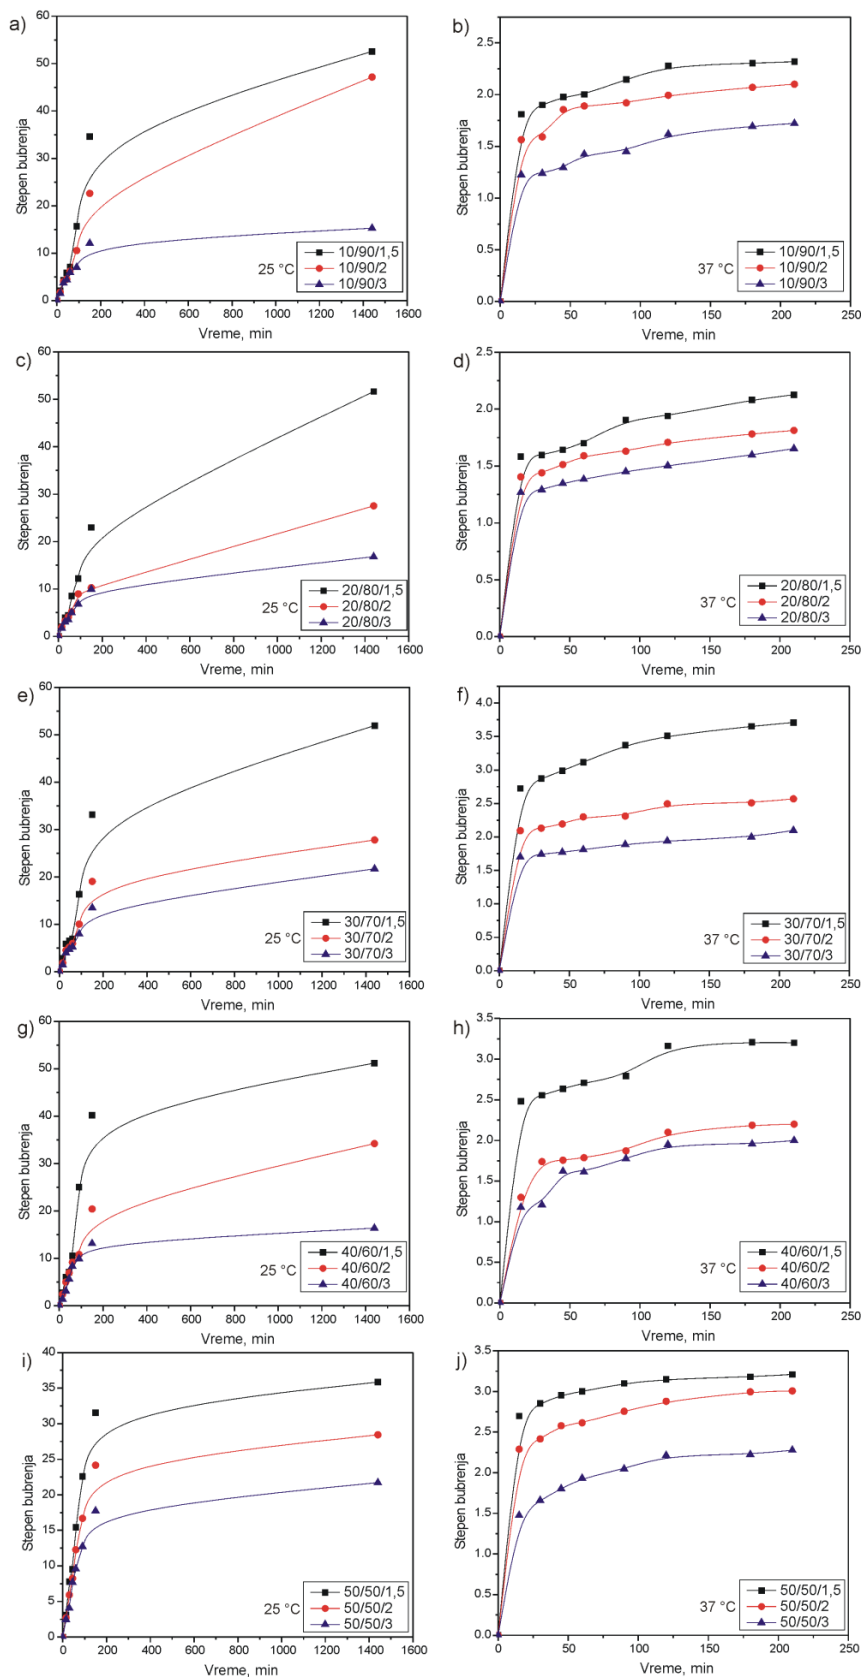 a)
60
50
40
30
20
10
0
Stepen bubrenja
0 200 400 600 800 1000 1200 1400 1600
Vreme, min
25 °C
10/90/1,5
10/90/2
10/90/3
b)
2.25
2.0
1.5
1.0
0.5
0.0
Stepen bubrenja
0 50 100 150 200 250
Vreme, min
37 °C
10/90/1,5
10/90/2
10/90/3
c)
60
50
40
30
20
10
0
Stepen bubrenja
0 200 400 600 800 1000 1200 1400 1600
Vreme, min
25 °C
20/80/1,5
20/80/2
20/80/3
d)
2.5
2.0
1.5
1.0
0.5
0.0
Stepen bubrenja
0 50 100 150 200 250
Vreme, min
37 °C
20/80/1,5
20/80/2
20/80/3
e)
60
50
40
30
20
10
0
Stepen bubrenja
0 200 400 600 800 1000 1200 1400 1600
Vreme, min
25 °C
30/70/1,5
30/70/2
30/70/3
f)
4.0
3.5
3.0
2.5
2.0
1.5
1.0
0.5
0.0
Stepen bubrenja
0 50 100 150 200 250
Vreme, min
37 °C
30/70/1,5
30/70/2
30/70/3
g)
60
50
40
30
20
10
0
Stepen bubrenja
0 200 400 600 800 1000 1200 1400 1600
Vreme, min
25 °C
40/60/1,5
40/60/2
40/60/3
h)
3.5
3.0
2.5
2.0
1.5
1.0
0.5
0.0
Stepen bubrenja
0 50 100 150 200 250
Vreme, min
37 °C
40/60/1,5
40/60/2
40/60/3
i)
40
35
30
25
20
15
10
5
0
Stepen bubrenja
0 200 400 600 800 1000 1200 1400 1600
Vreme, min
25 °C
50/50/1,5
50/50/2
50/50/3
j)
3.5
3.0
2.5
2.0
1.5
1.0
0.5
0.0
Stepen bubrenja
0 50 100 150 200 250
Vreme, min
37 °C
50/50/1,5
50/50/2
50/50/3